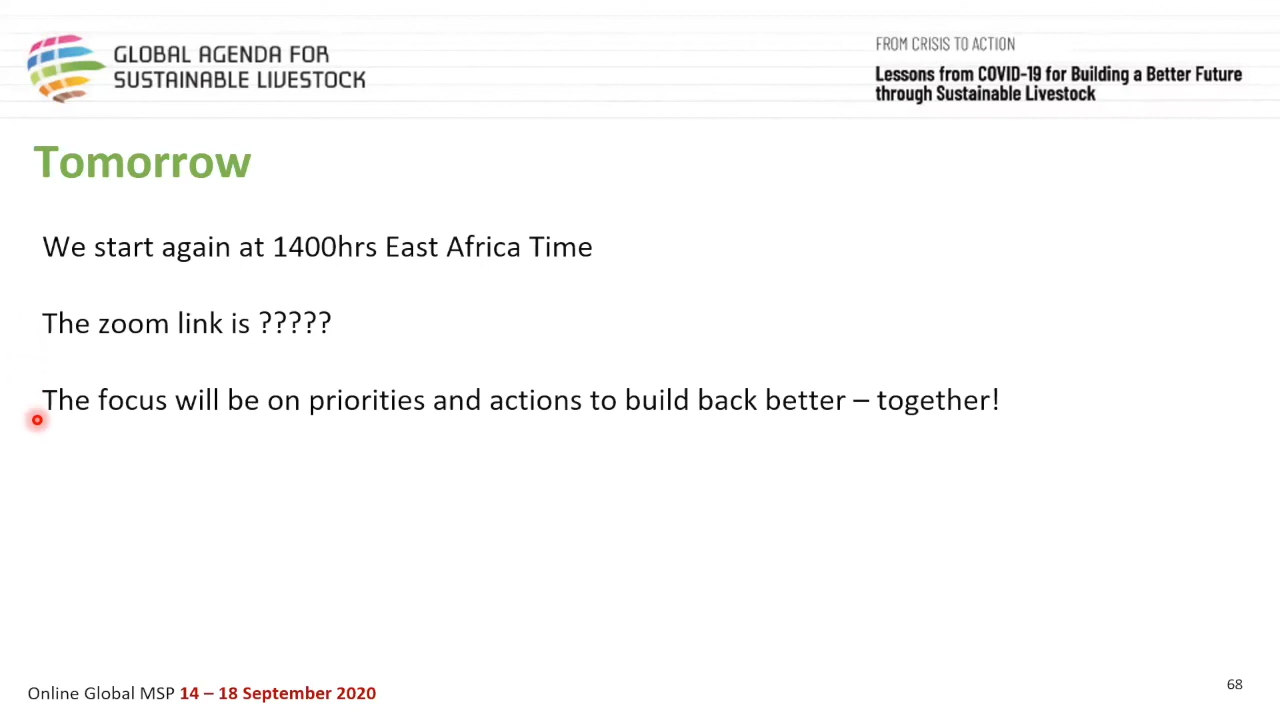 GLOBAL AGENDA FOR
SUSTAINABLE LIVESTOCK
FROM CRISIS TO ACTION
Lessons from COVID-19 for Building a Better Future
through Sustainable Livestock
Tomorrow
We start again at 1400hrs East Africa Time
The zoom link is ?????
The focus will be on priorities and actions to build back better – together!
Online Global MSP 14 – 18 September 2020
68